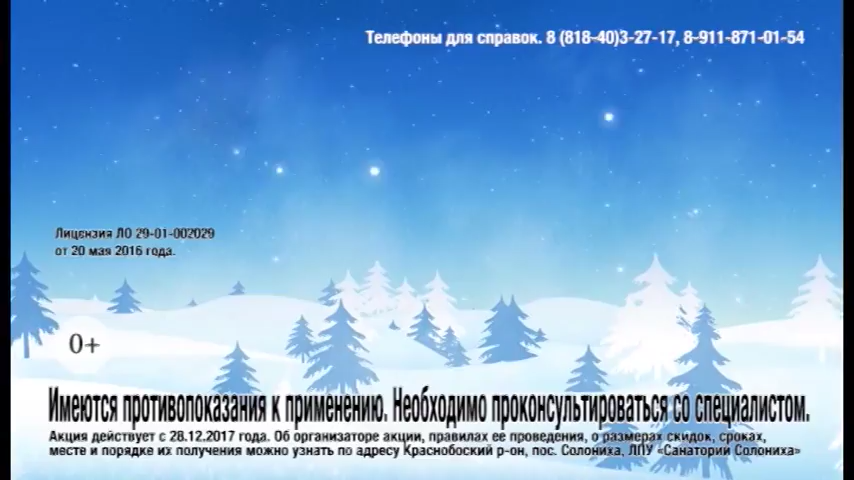 Телефоны для справок. 8 (818-40)3-27-17, 8-911-871-01-54
Лицензия ЛО 29-01-002029
от 20 мая 2016 года.
0+
Имеются противопоказания к применению. Необходимо проконсультироваться со специалистом.
Акция действует с 28.12.2017 года. Об организаторе акции, правилах ее проведения, о размерах скидок, сроках,
месте и порядке их получения можно узнать по адресу Краснобоский р-он, пос. Солониха, ЛПУ «Санаторий Солониха»